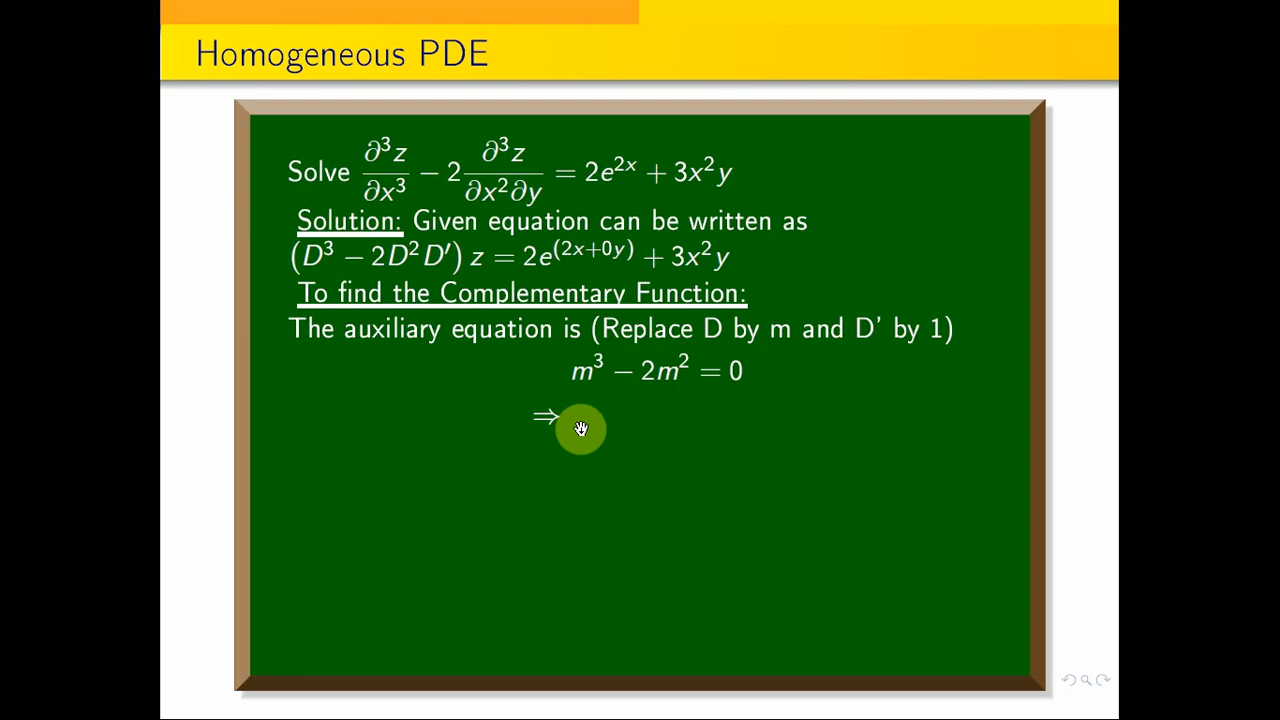 Homogeneous PDE
Solve ∂³z/∂x³ − 2 ∂³z/∂x²∂y = 2e²ˣ + 3x²y
Solution: Given equation can be written as
(D³ − 2D²D′) z = 2e^(2x+0y) + 3x²y
To find the Complementary Function:
The auxiliary equation is (Replace D by m and D' by 1)
m³ − 2m² = 0
⇒